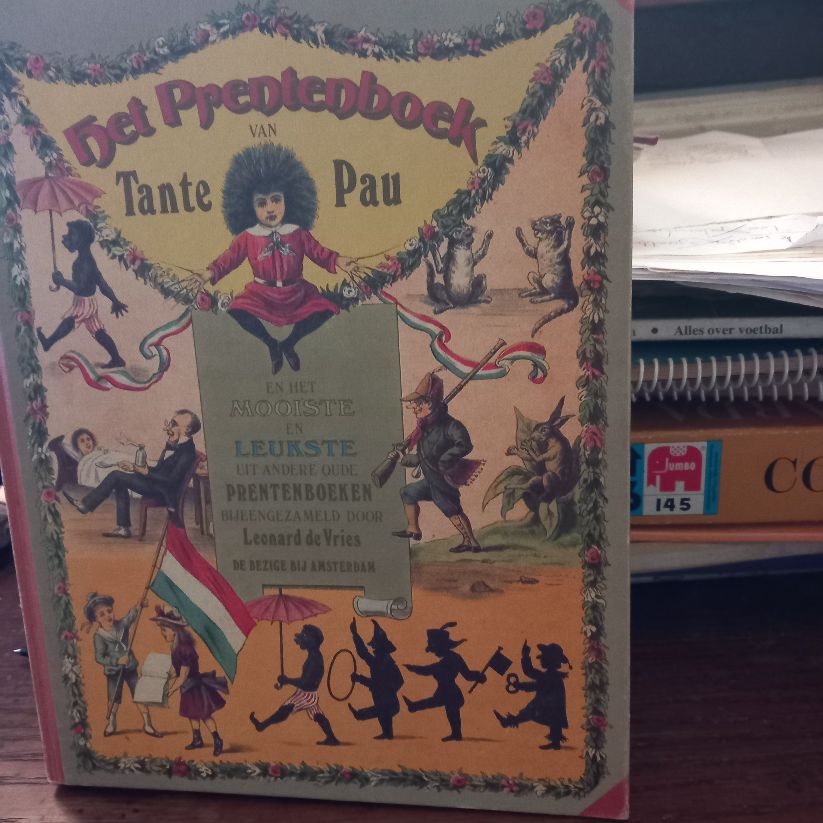 Het Prentenboek
VAN
Tante Pau
EN HET
MOOISTE
EN
LEUKSTE
UIT ANDERE OUDE
PRENTENBOEKEN
BIJEENGEZAMELD DOOR
Leonard de Vries
DE BEZIGE BIJ AMSTERDAM
• Alles over voetbal
JUMBO
145
CO